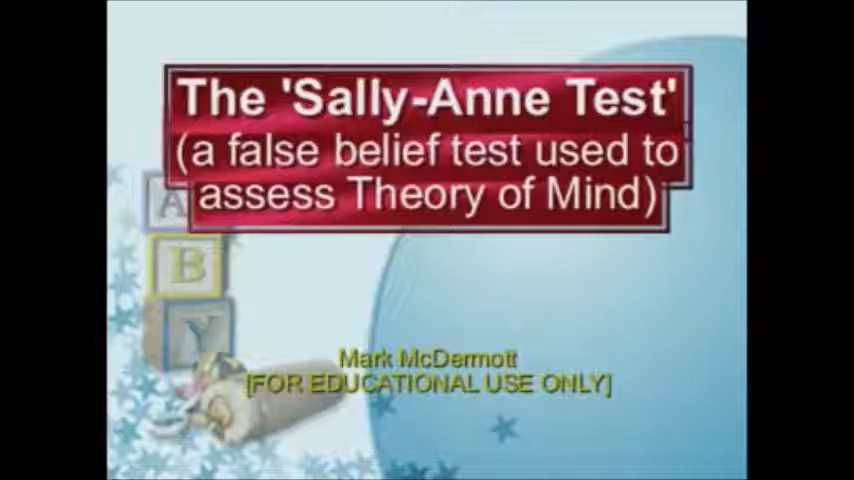 The 'Sally-Anne Test'
(a false belief test used to
assess Theory of Mind)
A
B
Y
Mark McDermott
[FOR EDUCATIONAL USE ONLY]